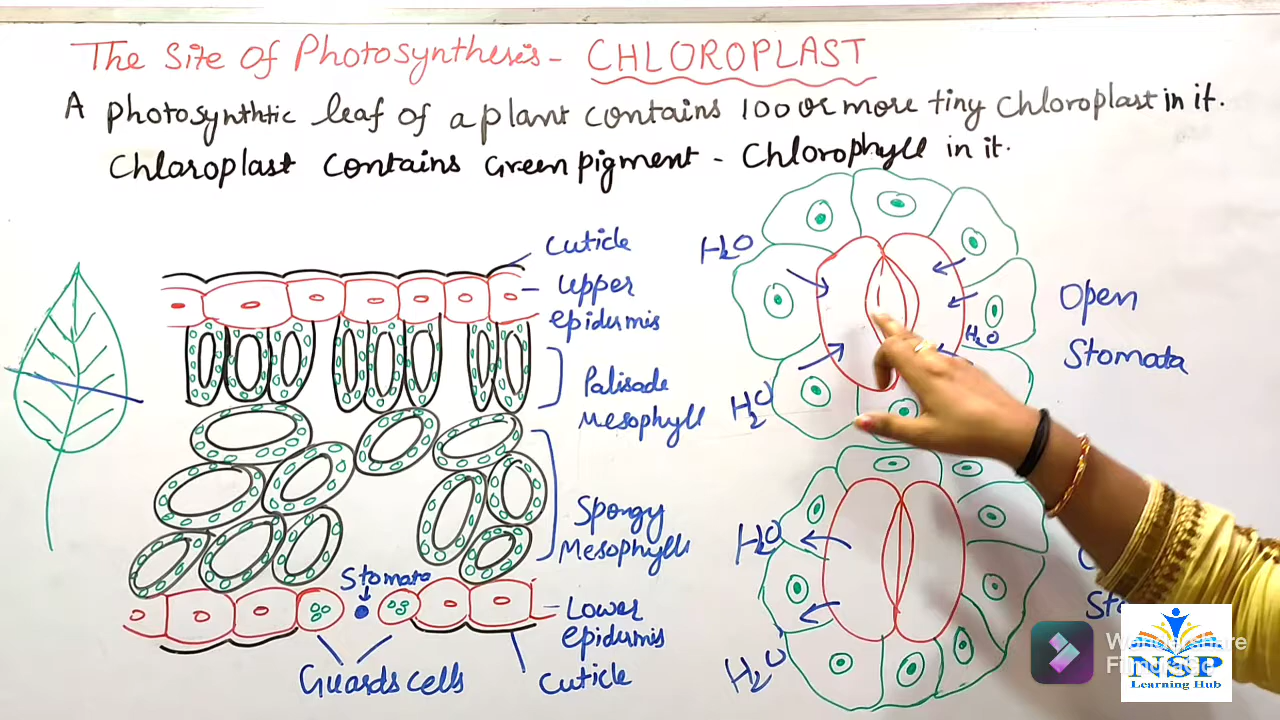 The Site Of Photosynthesis - CHLOROPLAST
A photosynthtic leaf of a plant contains 100 or more tiny Chloroplast in it.
Chloroplast contains Green pigment - Chlorophyll in it.
Cuticle
Upper
epidermis
Palisade
Mesophyll
Spongy
Mesophylls
Stomata
Lower
epidermis
Guards cells
Cuticle
H2O
H2O
H2O
Open
Stomata
H2O
H2O
Wondershare
NSP
Learning Hub